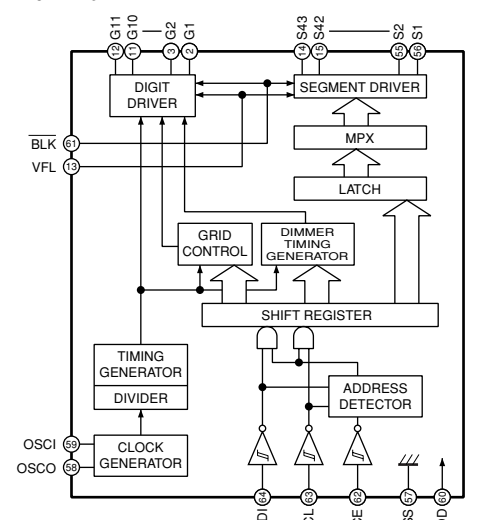 G11 G10 G2 G1 S43 S42 S2 S1
12 11 3 2 14 15 55 56
DIGIT DRIVER
SEGMENT DRIVER
BLK 61
MPX
VFL 13
LATCH
GRID CONTROL
DIMMER TIMING GENERATOR
SHIFT REGISTER
TIMING GENERATOR
DIVIDER
ADDRESS DETECTOR
OSCI 59
CLOCK GENERATOR
OSCO 58
64 63 62 57 60
DI